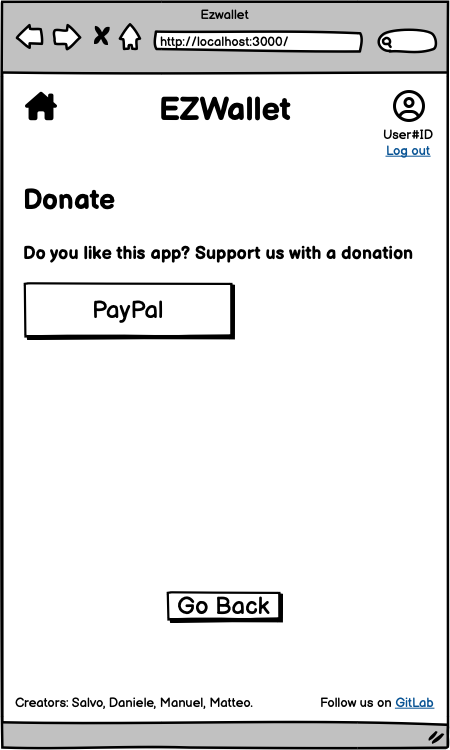 Ezwallet
http://localhost:3000/
EZWallet
User#ID
Log out
Donate
Do you like this app? Support us with a donation
PayPal
Go Back
Creators: Salvo, Daniele, Manuel, Matteo.
Follow us on GitLab